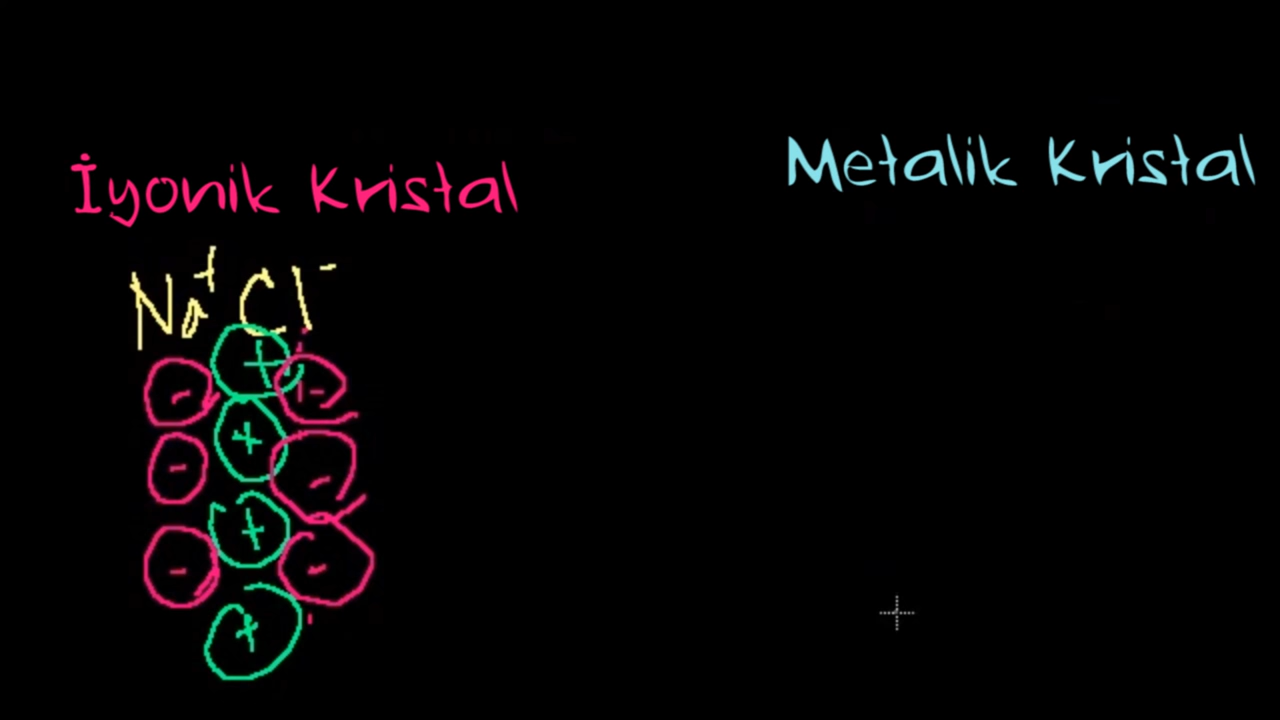 İyonik Kristal
Metalik Kristal
Na⁺ Cl⁻
+
- -
+
- -
+
- -
+